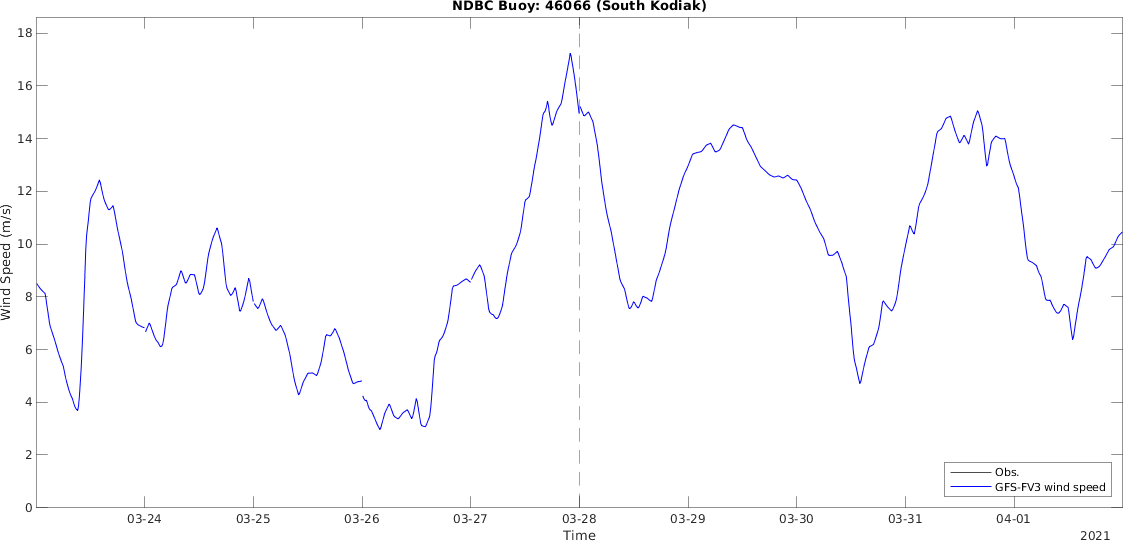 NDBC Buoy: 46066 (South Kodiak)
18
16
14
12
10
8
6
4
2
0
Wind Speed (m/s)
Obs.
GFS-FV3 wind speed
03-24 03-25 03-26 03-27 03-28 03-29 03-30 03-31 04-01
Time
2021